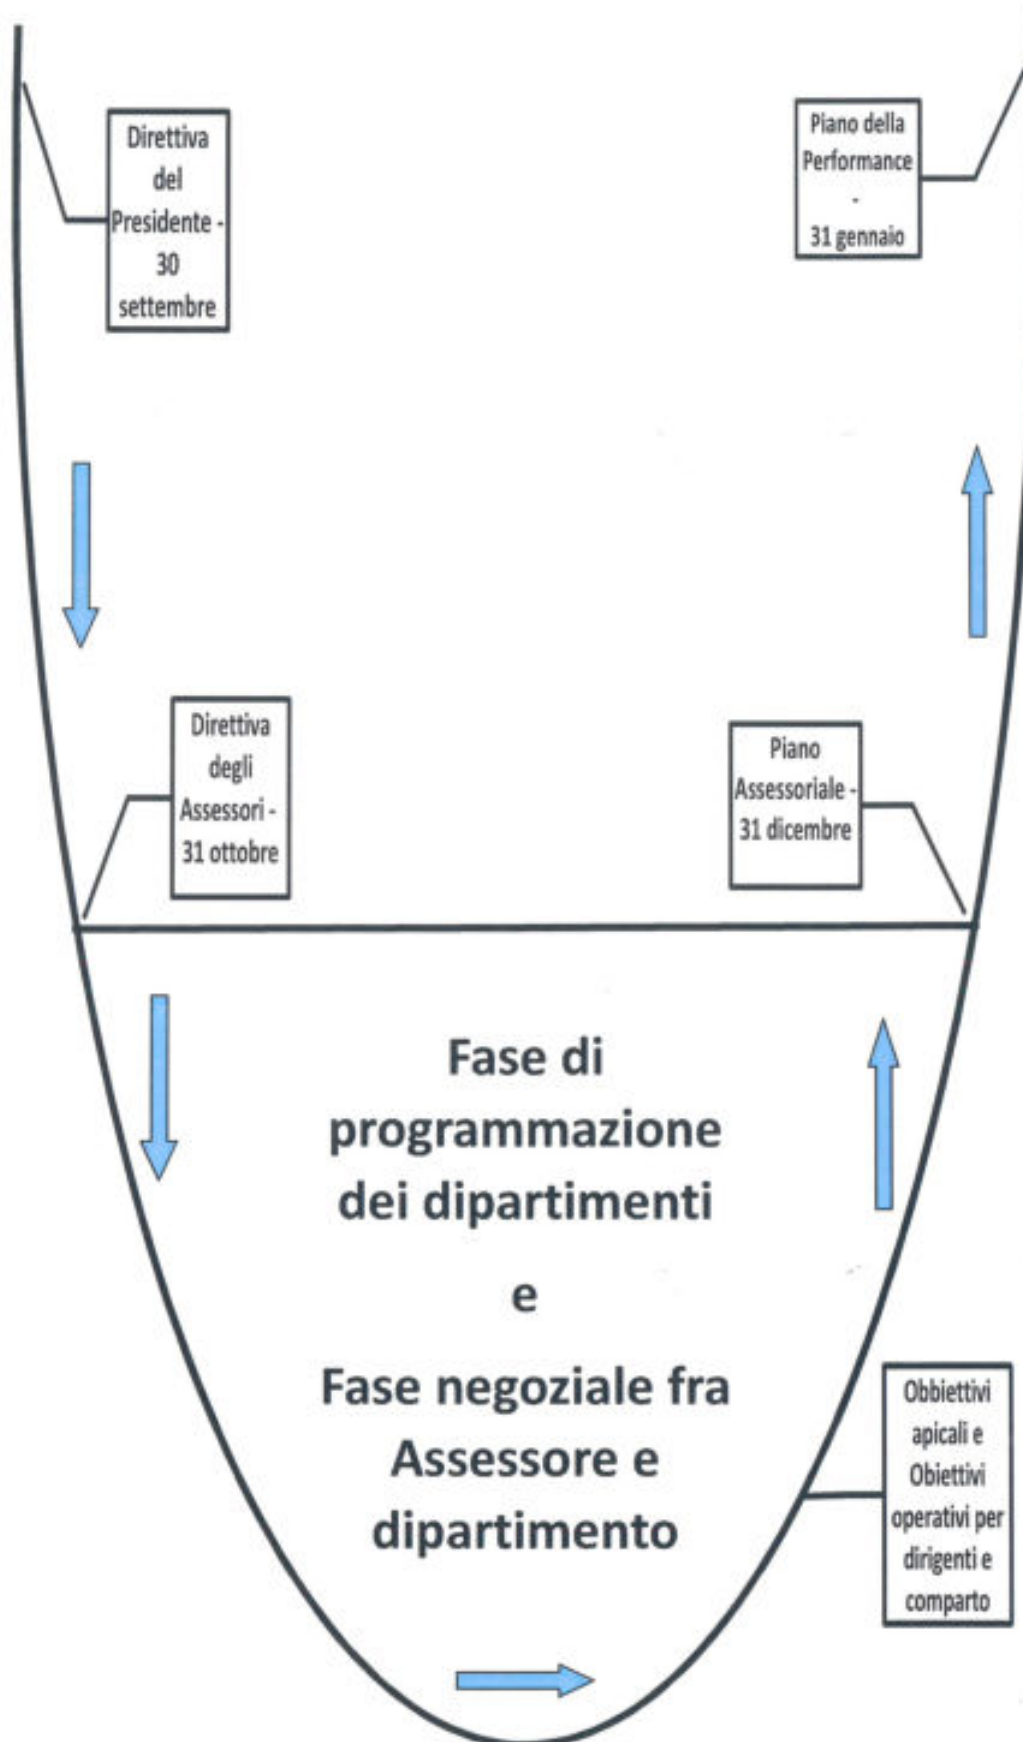 Direttiva
del
Presidente -
30
settembre
Piano della
Performance
-
31 gennaio
Direttiva
degli
Assessori -
31 ottobre
Piano
Assessoriale -
31 dicembre
Fase di
programmazione
dei dipartimenti
e
Fase negoziale fra
Assessore e
dipartimento
Obbiettivi
apicali e
Obiettivi
operativi per
dirigenti e
comparto